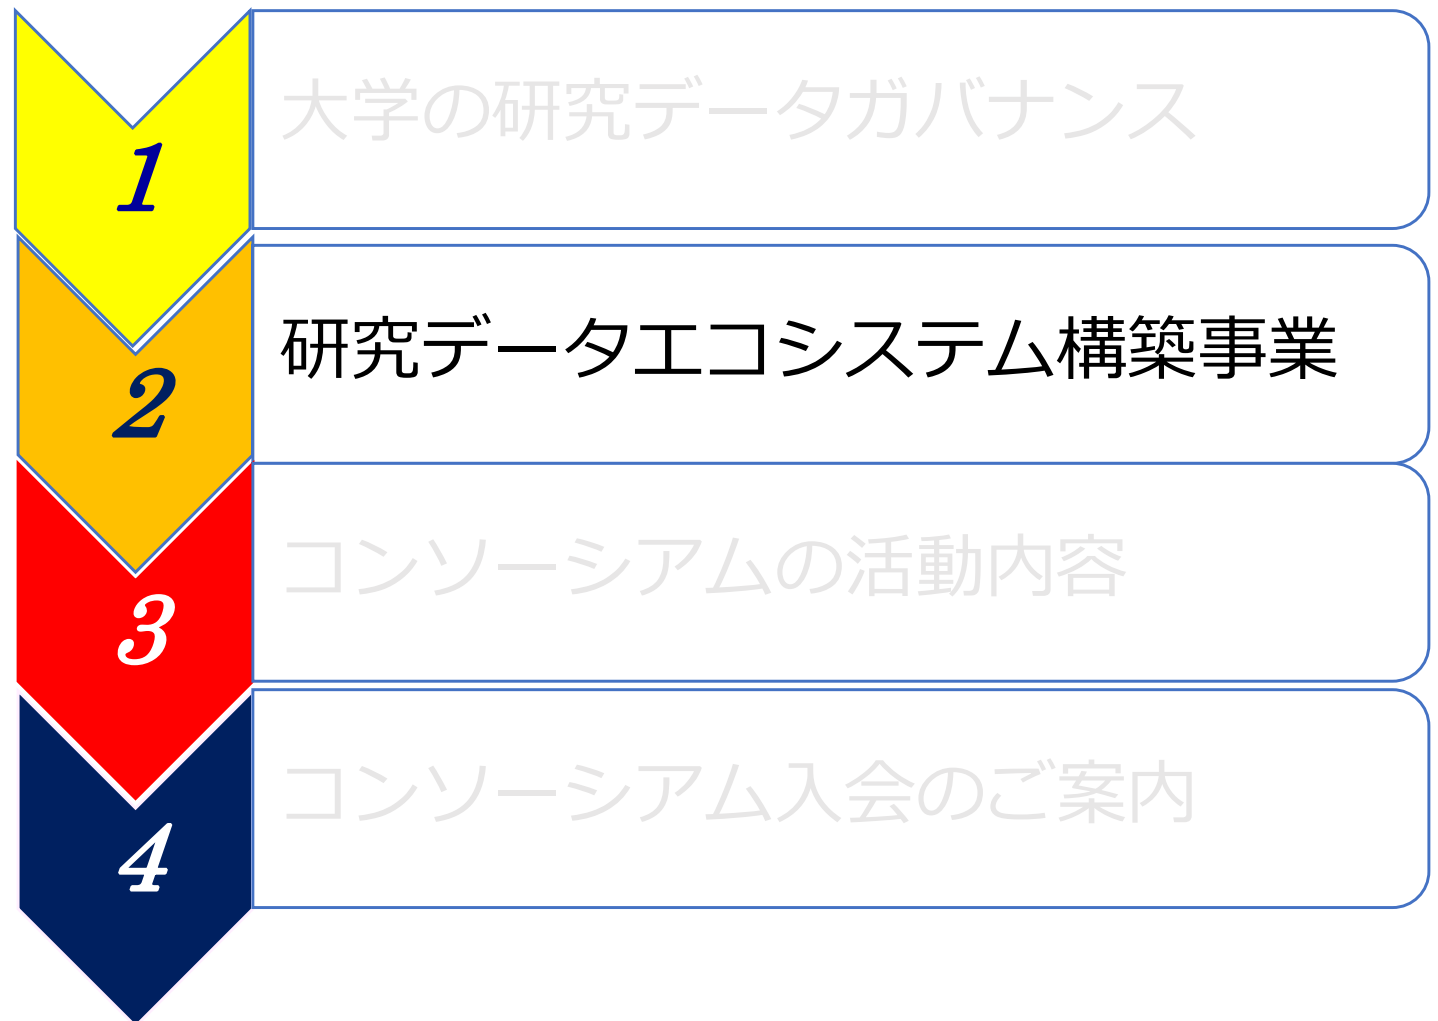 大学の研究データガバナンス
1
研究データエコシステム構築事業
2
コンソーシアムの活動内容
3
コンソーシアム入会のご案内
4